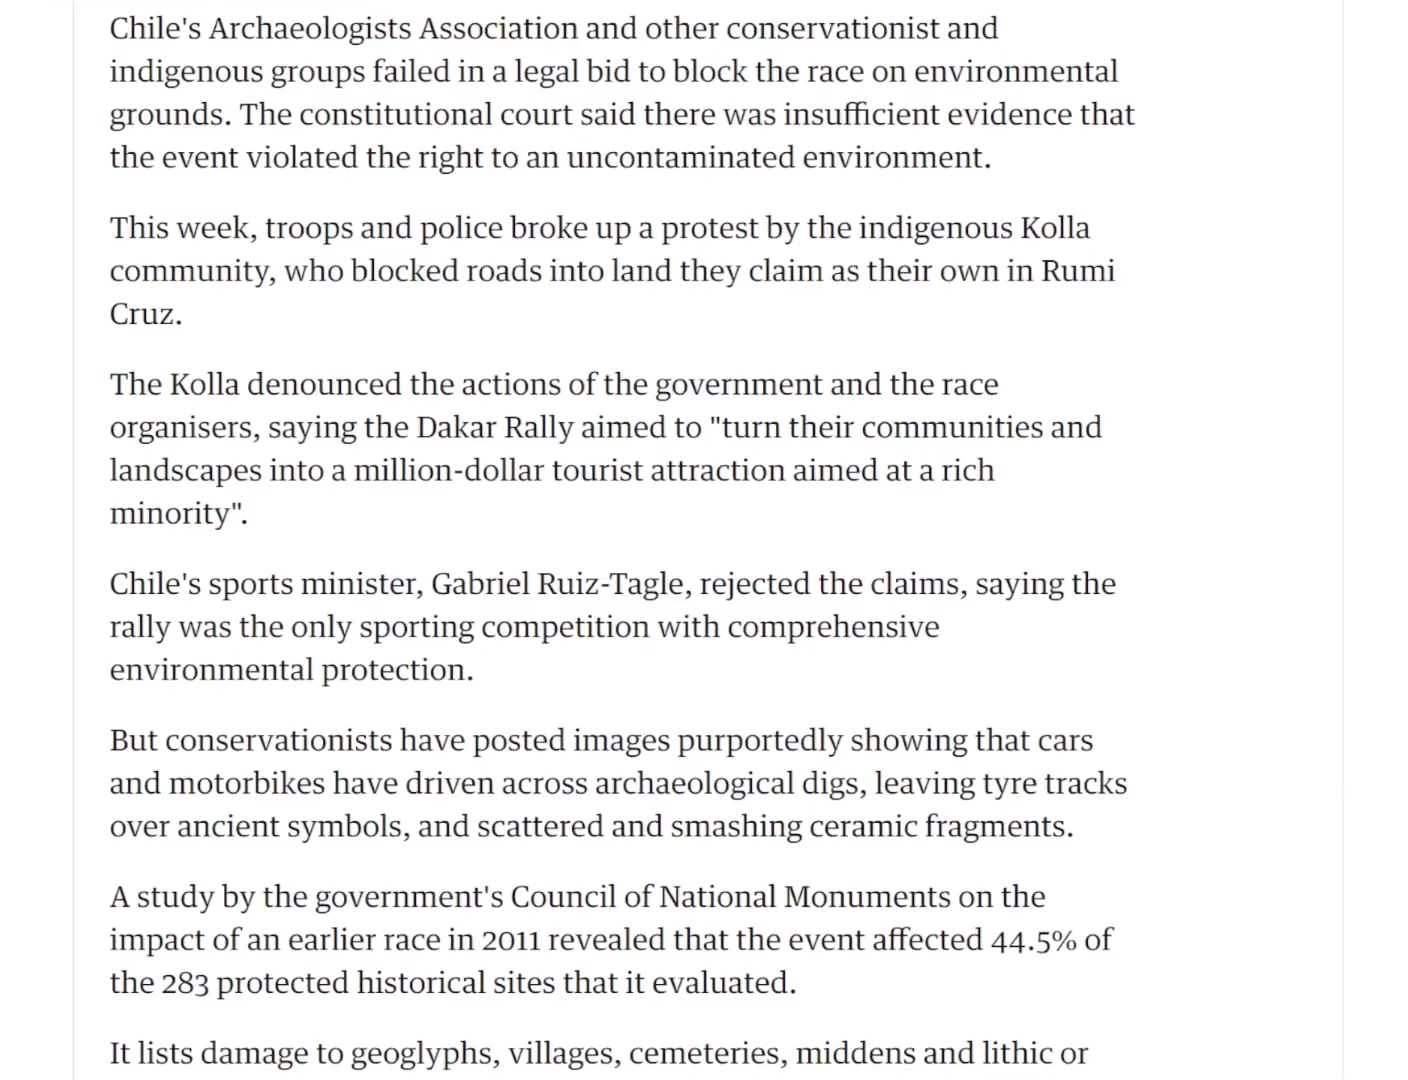 Chile's Archaeologists Association and other conservationist and
indigenous groups failed in a legal bid to block the race on environmental
grounds. The constitutional court said there was insufficient evidence that
the event violated the right to an uncontaminated environment.
This week, troops and police broke up a protest by the indigenous Kolla
community, who blocked roads into land they claim as their own in Rumi
Cruz.
The Kolla denounced the actions of the government and the race
organisers, saying the Dakar Rally aimed to "turn their communities and
landscapes into a million-dollar tourist attraction aimed at a rich
minority".
Chile's sports minister, Gabriel Ruiz-Tagle, rejected the claims, saying the
rally was the only sporting competition with comprehensive
environmental protection.
But conservationists have posted images purportedly showing that cars
and motorbikes have driven across archaeological digs, leaving tyre tracks
over ancient symbols, and scattered and smashing ceramic fragments.
A study by the government's Council of National Monuments on the
impact of an earlier race in 2011 revealed that the event affected 44.5% of
the 283 protected historical sites that it evaluated.
It lists damage to geoglyphs, villages, cemeteries, middens and lithic or